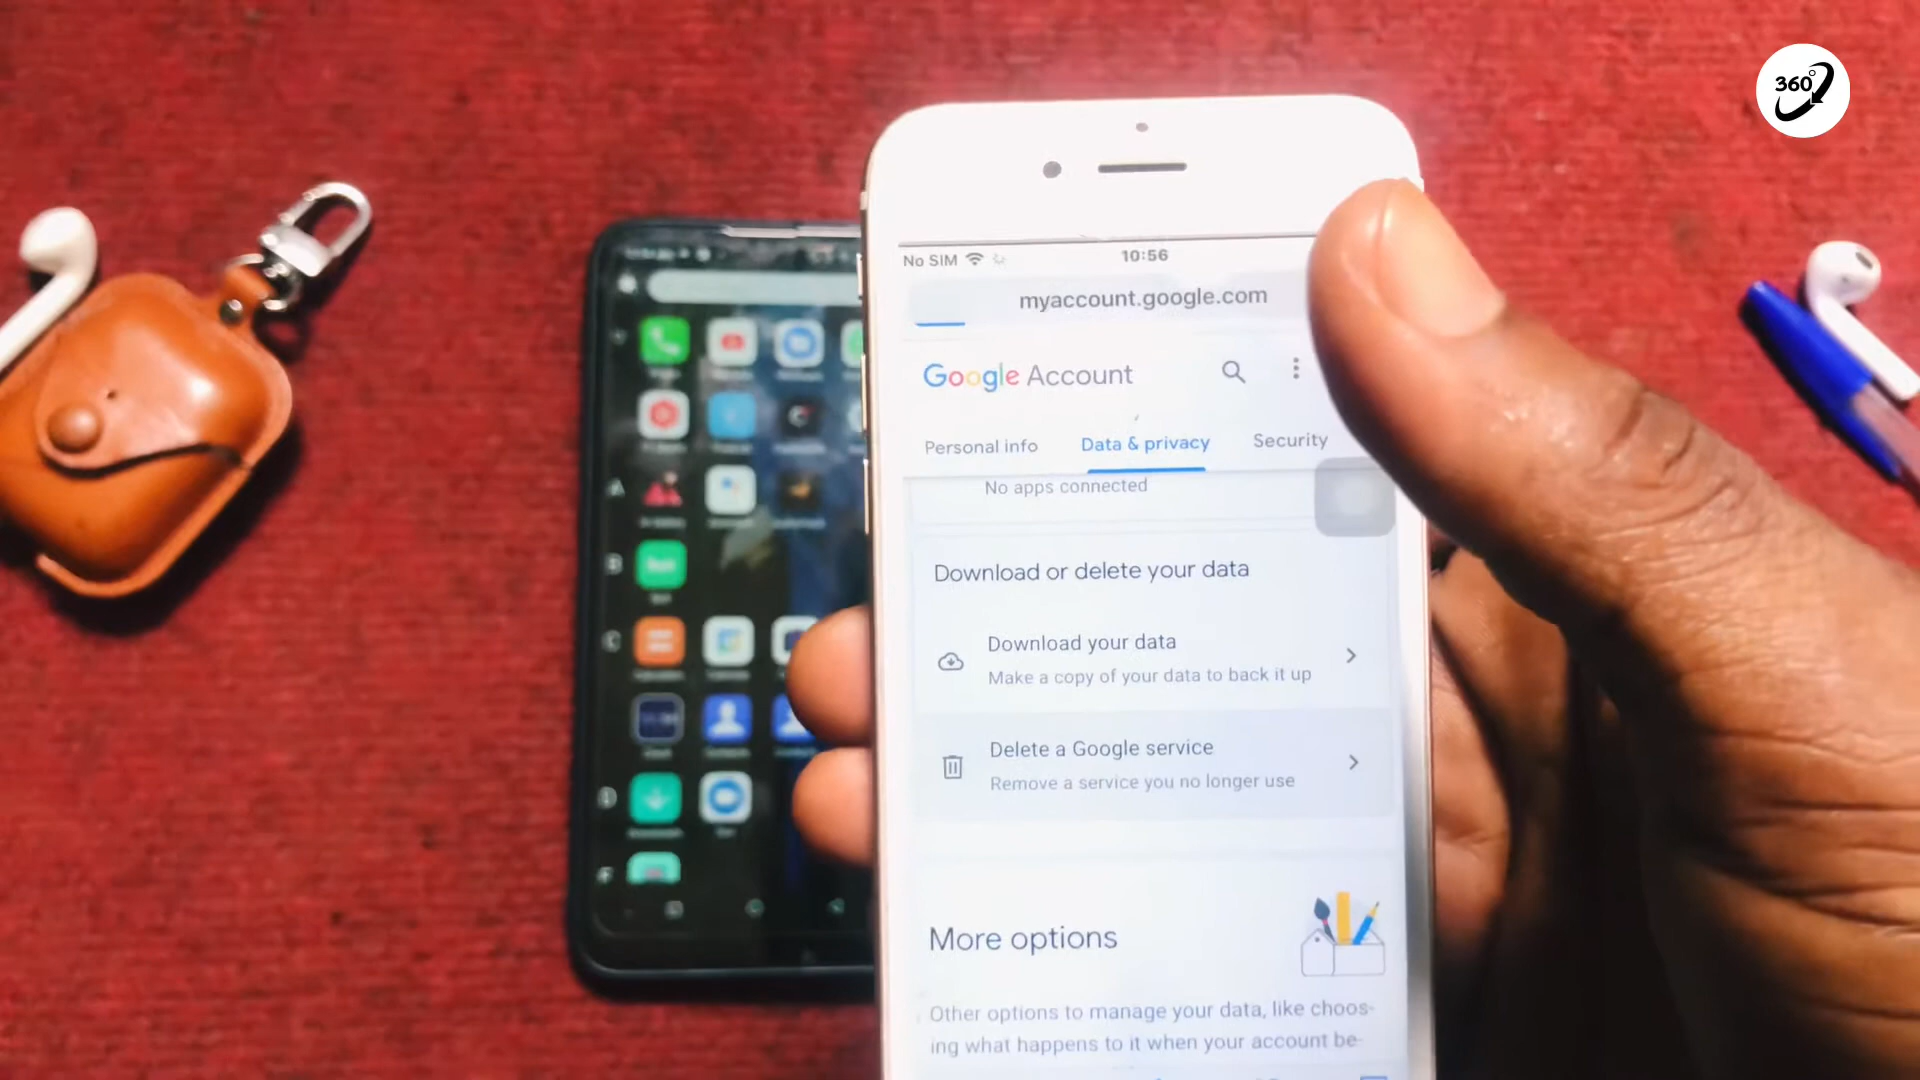 360°
No SIM
10:56
myaccount.google.com
Google Account
Personal info
Data & privacy
Security
No apps connected
Download or delete your data
Download your data
Make a copy of your data to back it up
Delete a Google service
Remove a service you no longer use
More options
Other options to manage your data, like choos-
ing what happens to it when your account be-